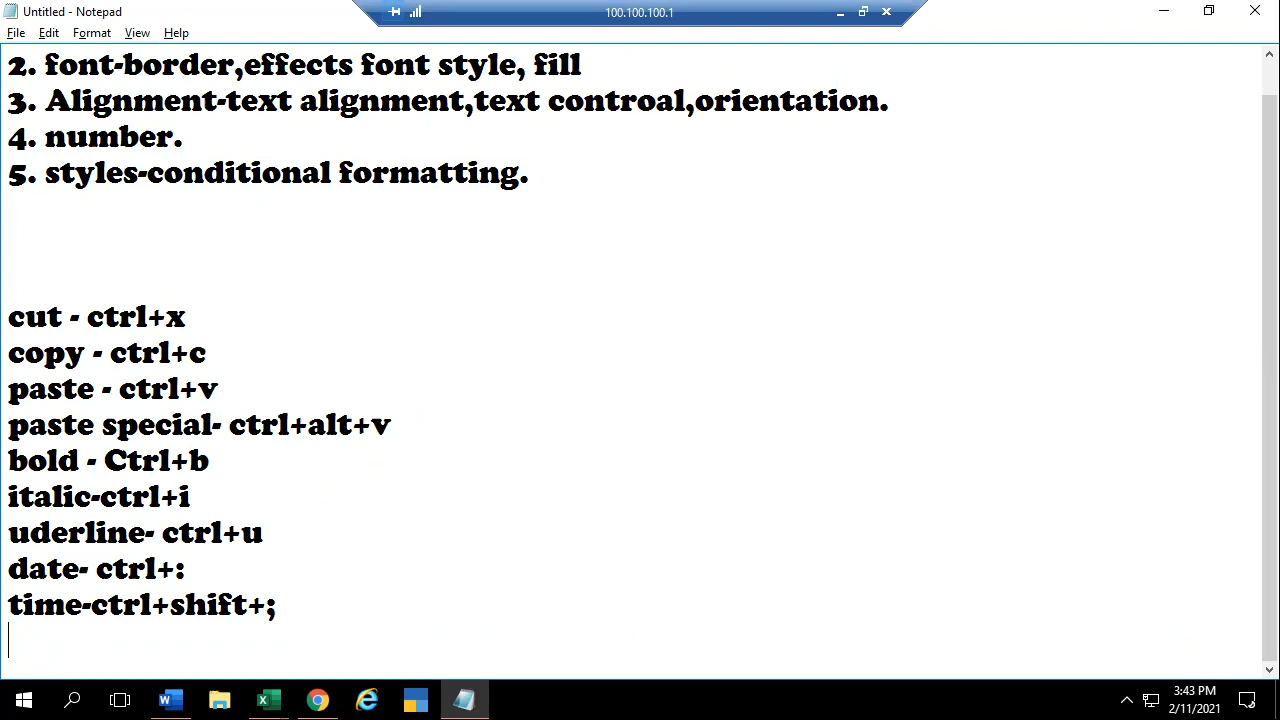 Untitled - Notepad
100.100.100.1
File Edit Format View Help
2. font-border,effects font style, fill
3. Alignment-text alignment,text controal,orientation.
4. number.
5. styles-conditional formatting.
cut - ctrl+x
copy - ctrl+c
paste - ctrl+v
paste special- ctrl+alt+v
bold - Ctrl+b
italic-ctrl+i
uderline- ctrl+u
date- ctrl+:
time-ctrl+shift+;
3:43 PM
2/11/2021